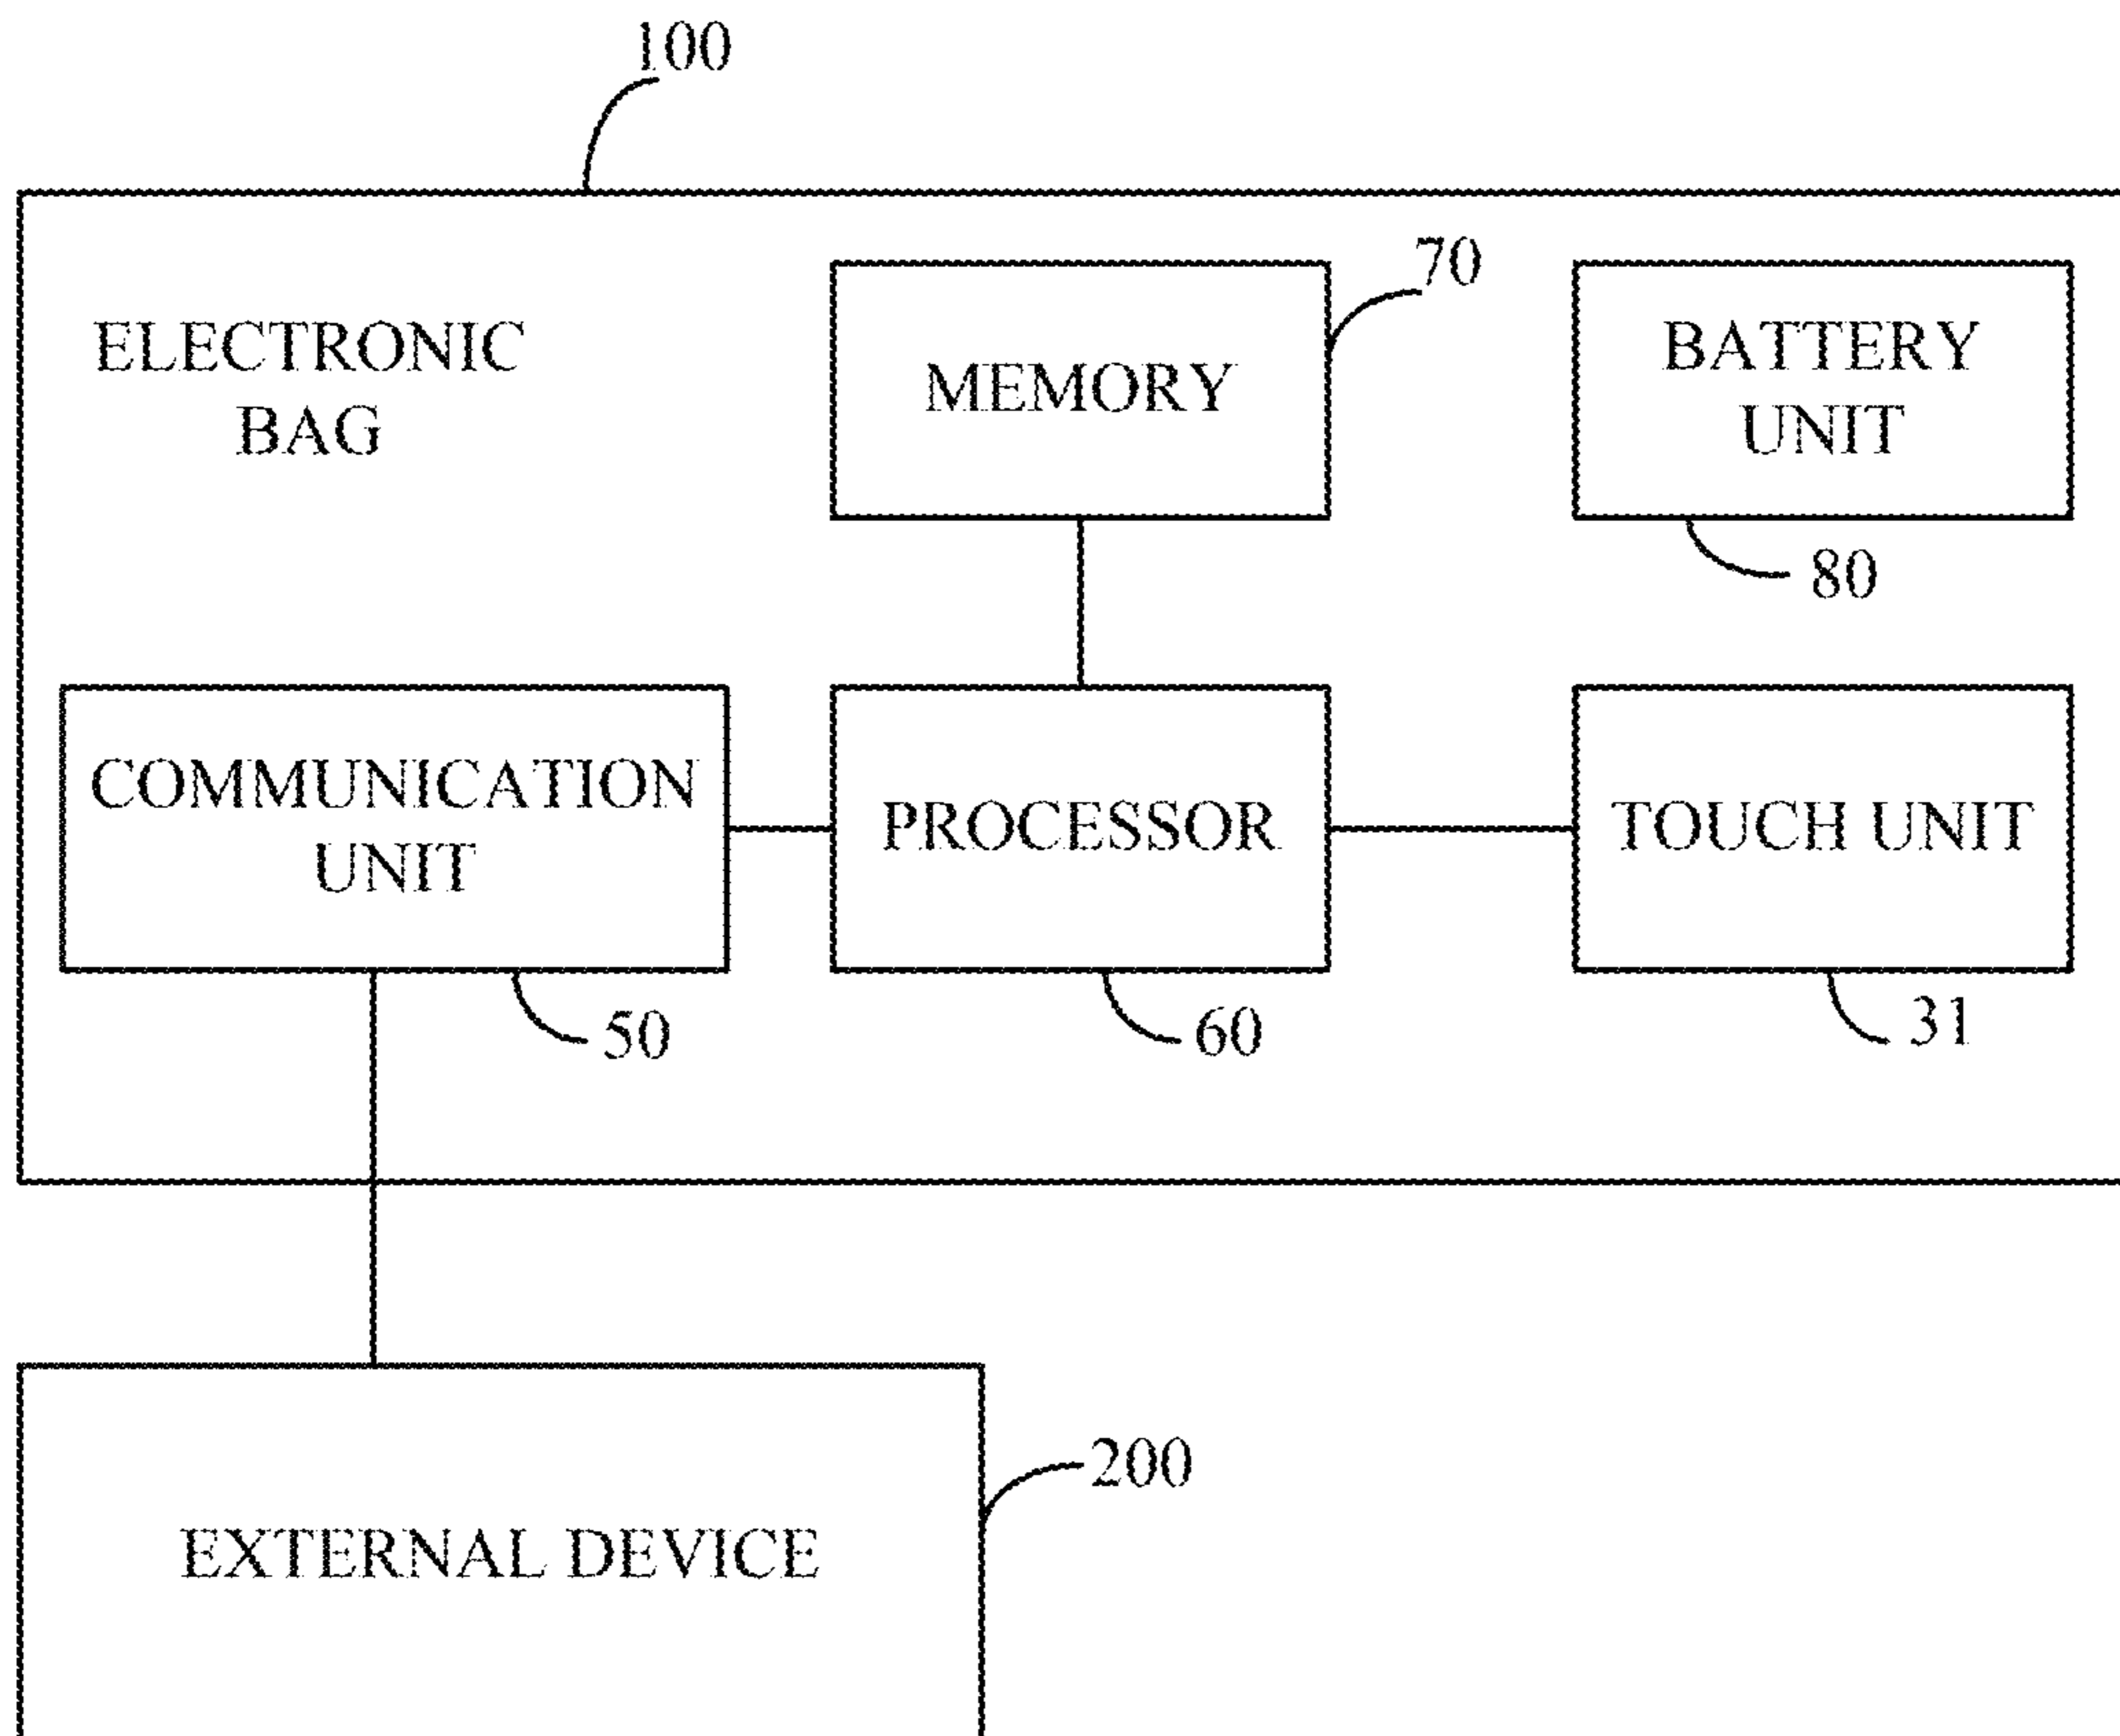 100
70
ELECTRONIC
BAG
MEMORY
BATTERY
UNIT
80
COMMUNICATION
UNIT
PROCESSOR
TOUCH UNIT
50
60
31
200
EXTERNAL DEVICE